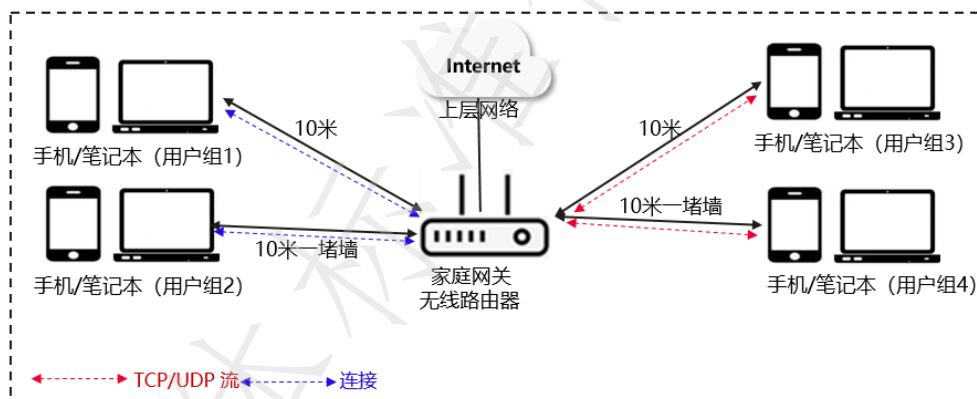 Internet
上层网络
10米
10米
手机/笔记本（用户组1）
手机/笔记本（用户组3）
10米一堵墙
10米一堵墙
家庭网关
无线路由器
手机/笔记本（用户组2）
手机/笔记本（用户组4）
TCP/UDP 流
连接